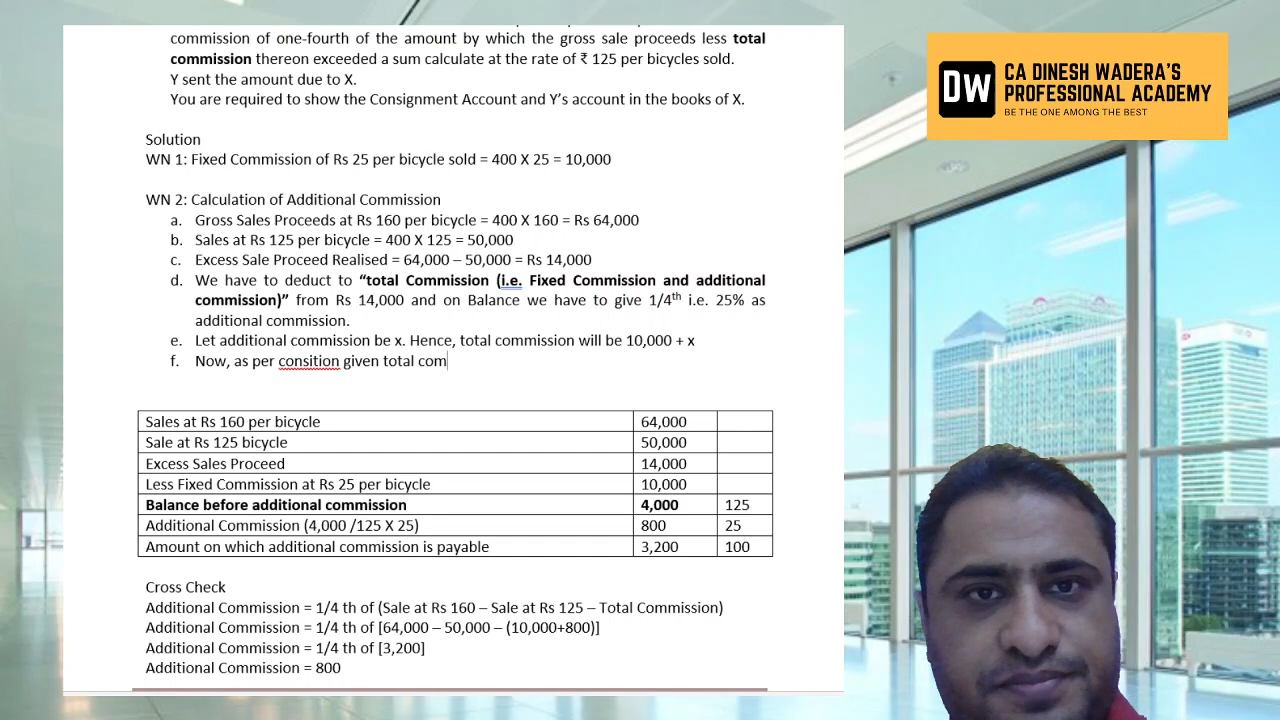 commission of one-fourth of the amount by which the gross sale proceeds less total
commission thereon exceeded a sum calculate at the rate of ₹ 125 per bicycles sold.
Y sent the amount due to X.
You are required to show the Consignment Account and Y's account in the books of X.
Solution
WN 1: Fixed Commission of Rs 25 per bicycle sold = 400 X 25 = 10,000
WN 2: Calculation of Additional Commission
a. Gross Sales Proceeds at Rs 160 per bicycle = 400 X 160 = Rs 64,000
b. Sales at Rs 125 per bicycle = 400 X 125 = 50,000
c. Excess Sale Proceed Realised = 64,000 – 50,000 = Rs 14,000
d. We have to deduct to “total Commission (i.e. Fixed Commission and additional
commission)” from Rs 14,000 and on Balance we have to give 1/4th i.e. 25% as
additional commission.
e. Let additional commission be x. Hence, total commission will be 10,000 + x
f. Now, as per consition given total com
Sales at Rs 160 per bicycle 64,000
Sale at Rs 125 bicycle 50,000
Excess Sales Proceed 14,000
Less Fixed Commission at Rs 25 per bicycle 10,000
Balance before additional commission 4,000 125
Additional Commission (4,000 /125 X 25) 800 25
Amount on which additional commission is payable 3,200 100
Cross Check
Additional Commission = 1/4 th of (Sale at Rs 160 – Sale at Rs 125 – Total Commission)
Additional Commission = 1/4 th of [64,000 – 50,000 – (10,000+800)]
Additional Commission = 1/4 th of [3,200]
Additional Commission = 800
DW
CA DINESH WADERA'S
PROFESSIONAL ACADEMY
BE THE ONE AMONG THE BEST